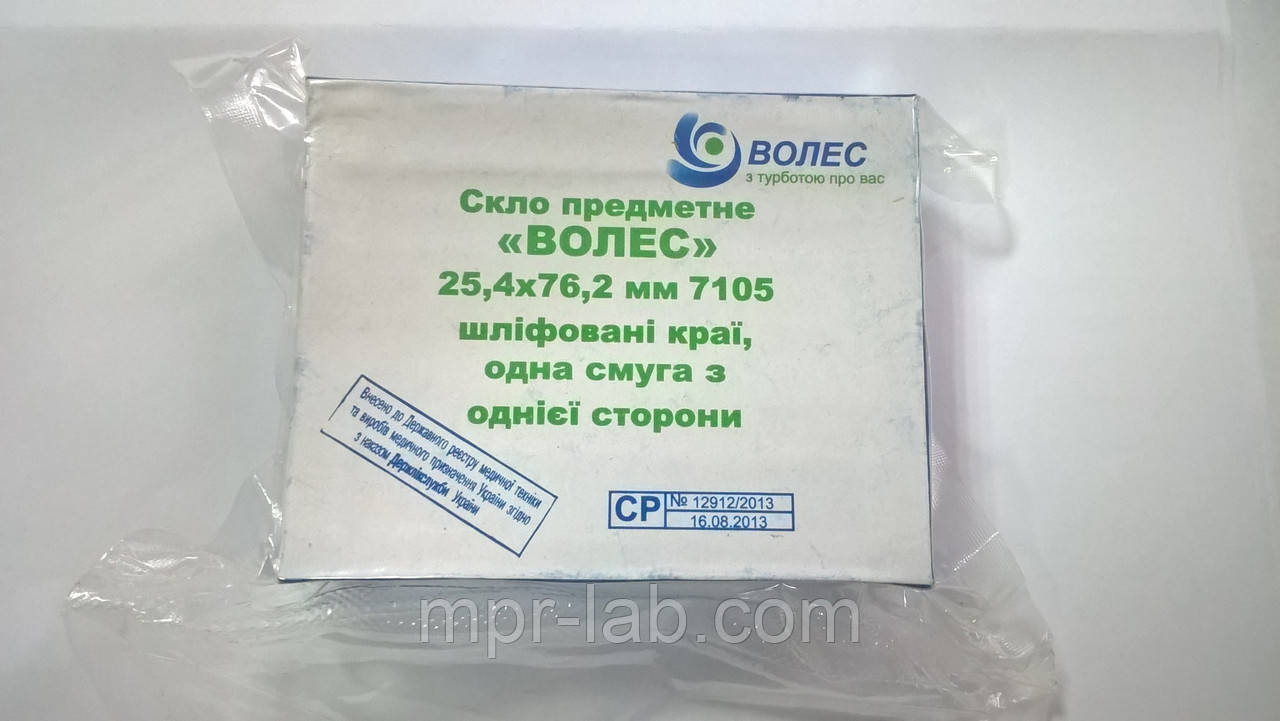 ВОЛЕС
з турботою про вас
Скло предметне
«ВОЛЕС»
25,4х76,2 мм 7105
шліфовані краї,
одна смуга з
однієї сторони
Внесено до Державного реєстру медичної техніки
та виробів медичного призначення України згідно
з наказом Держлікслужби України
СР № 12912/2013
16.08.2013
mpr-lab.com